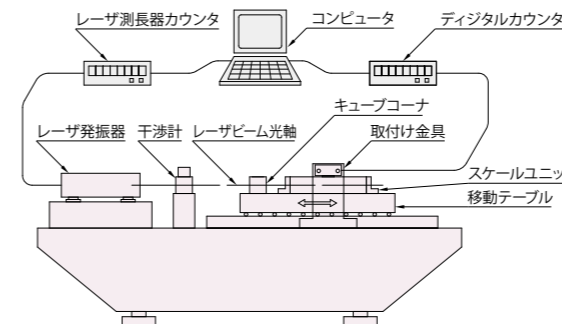 レーザ測長器カウンタ
コンピュータ
ディジタルカウンタ
キューブコーナ
レーザ発振器
干渉計
レーザビーム光軸
取付け金具
スケールユニッ
移動テーブル